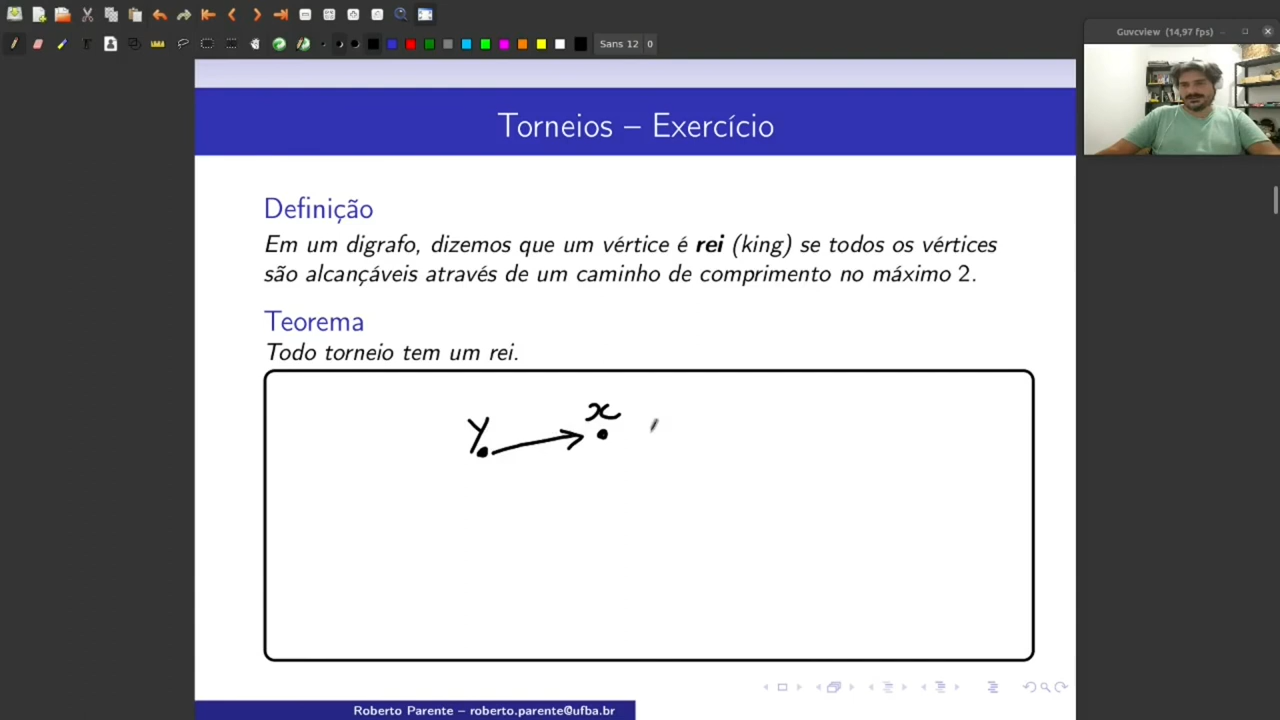 Sans 12
0
Guvcview (14,97 fps)
Torneios – Exercício
Definição
Em um digrafo, dizemos que um vértice é rei (king) se todos os vértices
são alcançáveis através de um caminho de comprimento no máximo 2.
Teorema
Todo torneio tem um rei.
y
x
Roberto Parente – roberto.parente@ufba.br